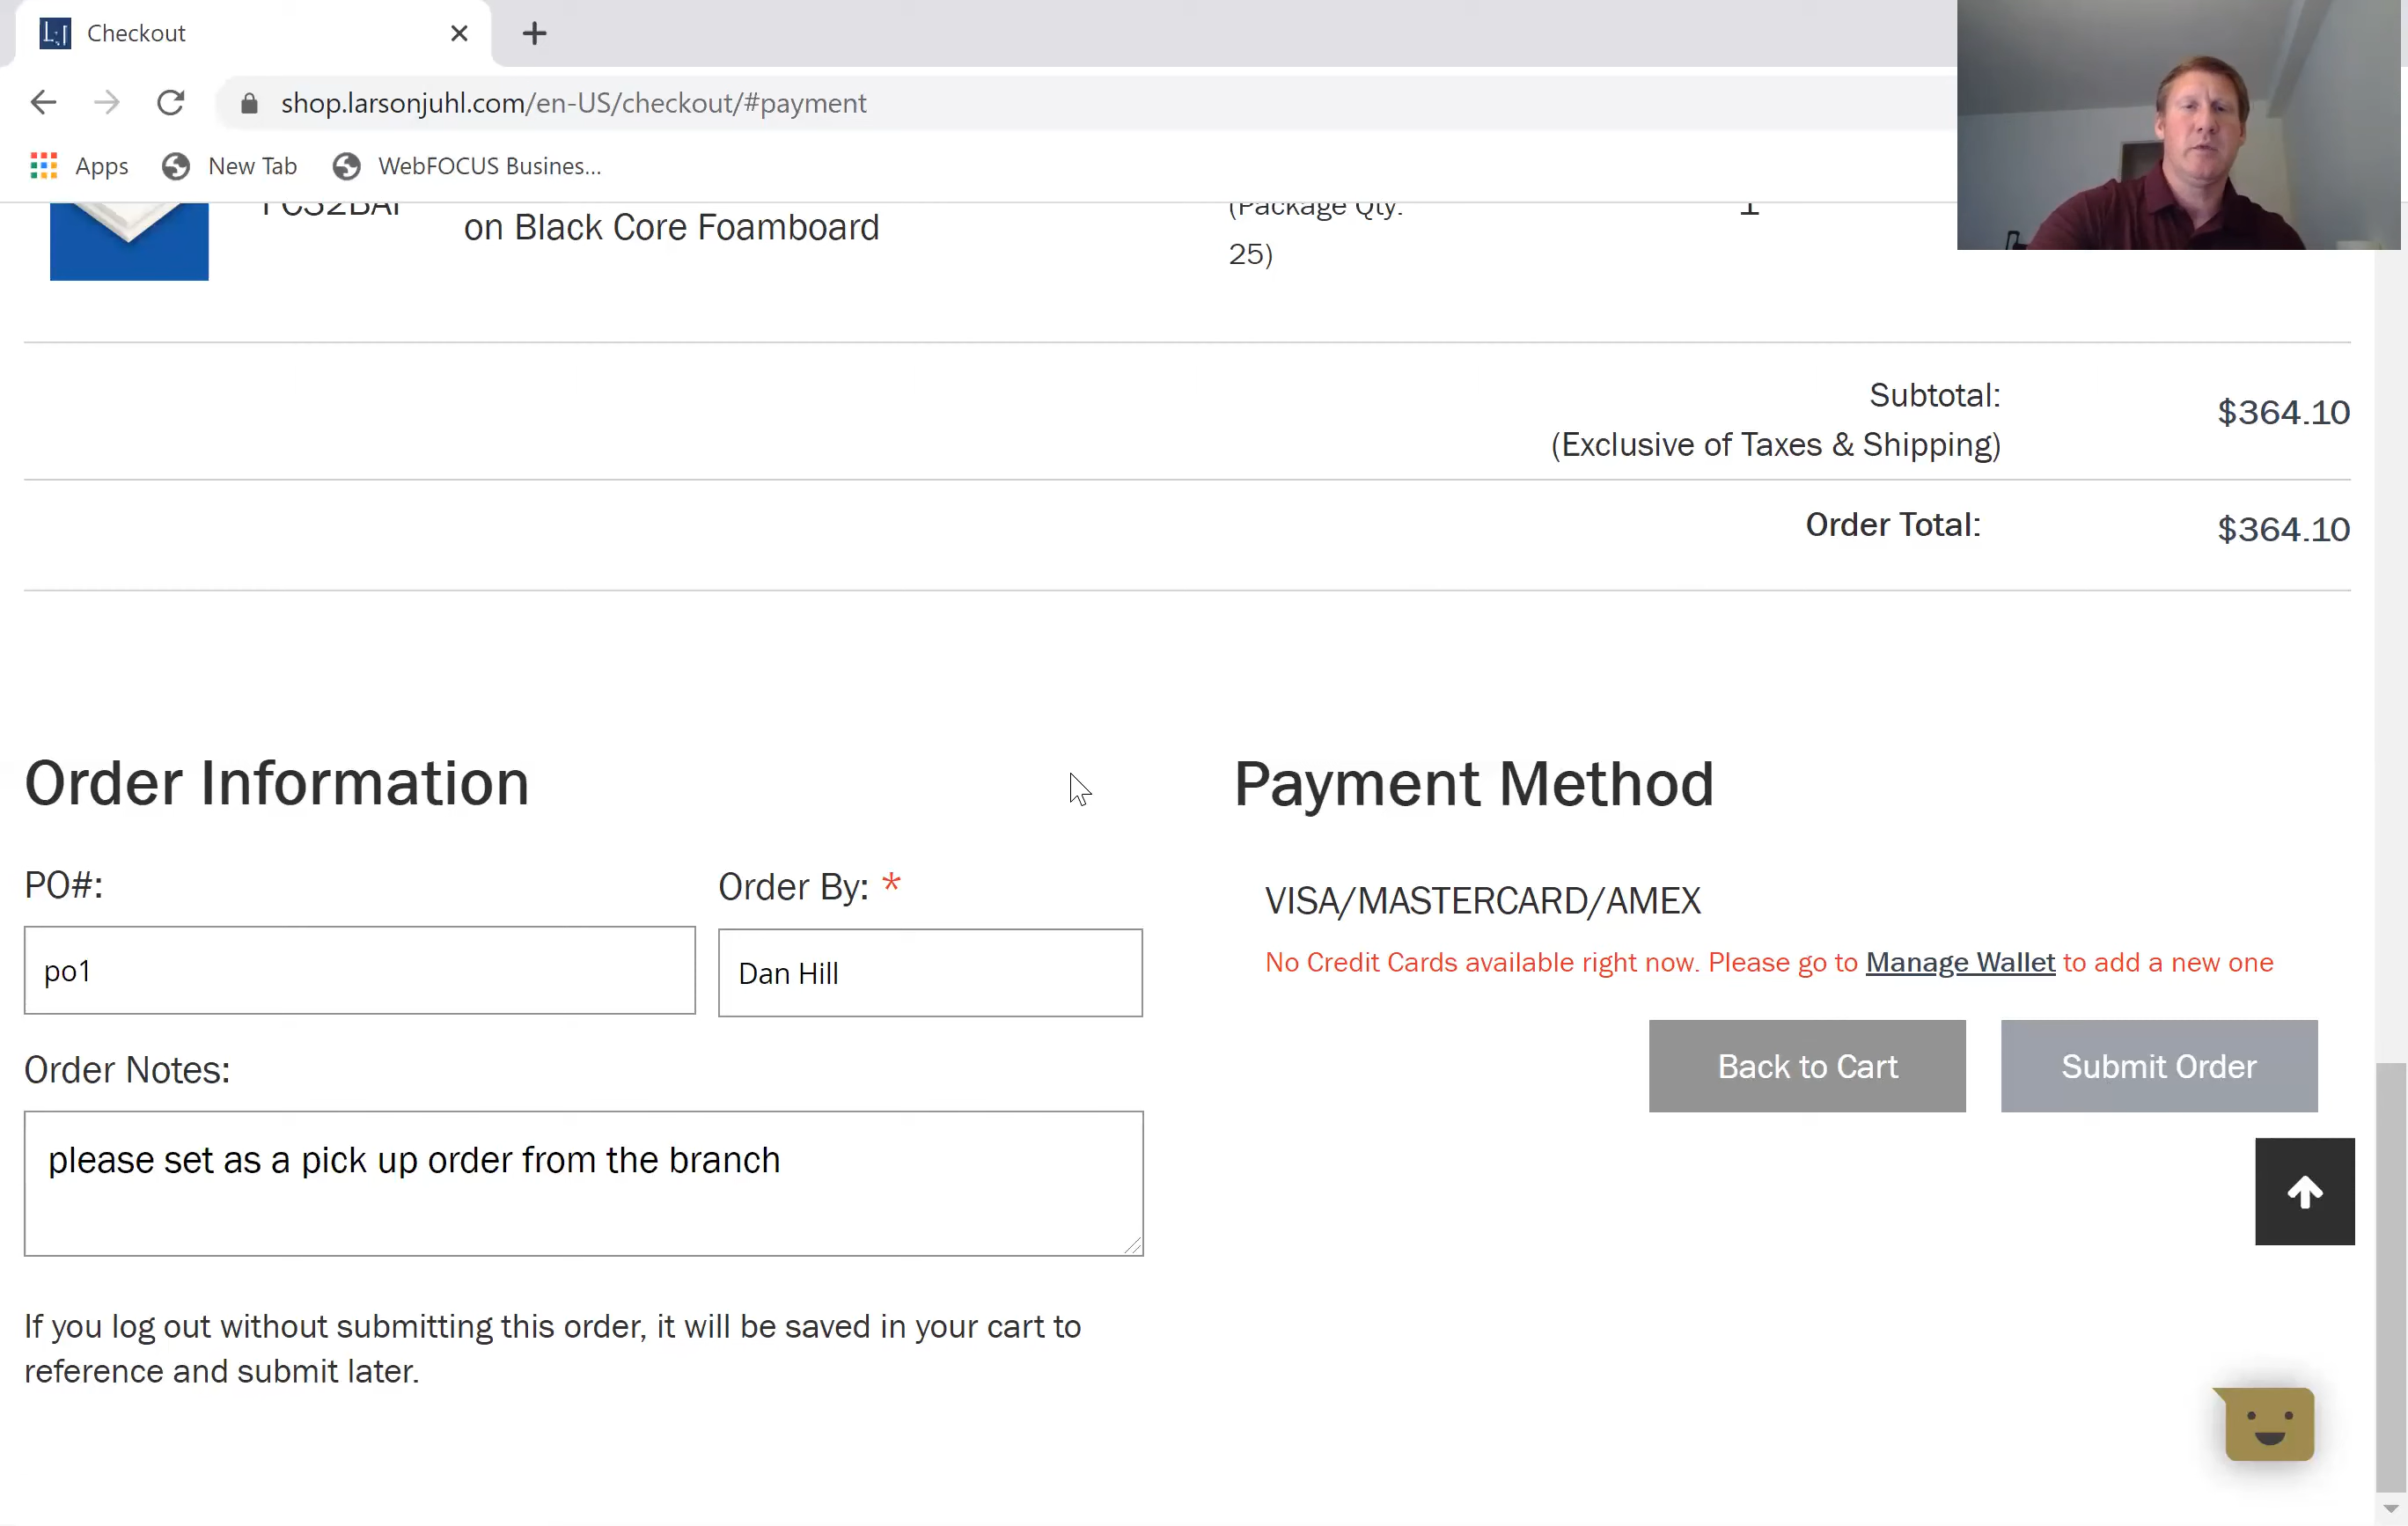 Checkout
shop.larsonjuhl.com/en-US/checkout/#payment
Apps New Tab WebFOCUS Busines...
on Black Core Foamboard
(Package Qty: 1
25)
Subtotal: $364.10
(Exclusive of Taxes & Shipping)
Order Total: $364.10
Order Information
Payment Method
PO#:
Order By: *
VISA/MASTERCARD/AMEX
po1
Dan Hill
No Credit Cards available right now. Please go to Manage Wallet to add a new one
Back to Cart
Submit Order
Order Notes:
please set as a pick up order from the branch
If you log out without submitting this order, it will be saved in your cart to
reference and submit later.